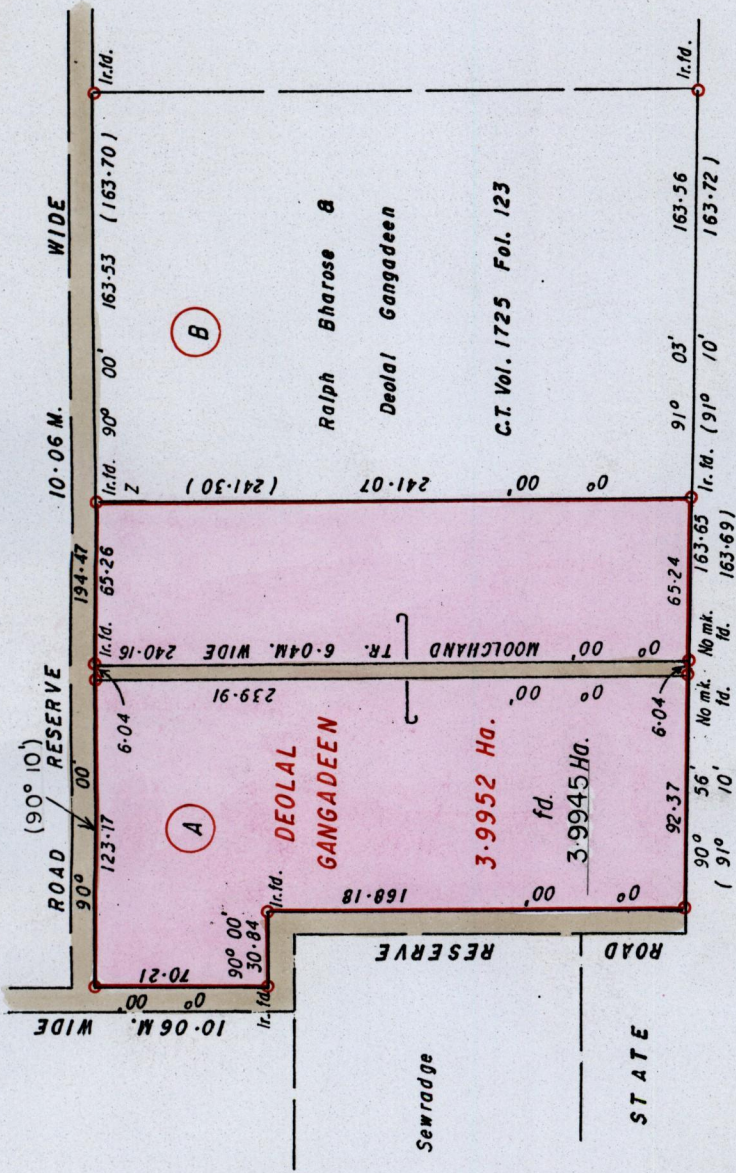 WIDE
10·06 M.
ROAD RESERVE
(90° 10')
90° 00'
194·47
123·17
6·04
Ir.fd.
65·26
Ir.fd.
90° 00'
163·53 (163·70)
Ir.fd.
Z
A
B
10·06 M. WIDE
0° 00'
70·21
90° 00'
30·84
Ir. fd.
Ir.fd.
DEOLAL
GANGADEEN
3·9952 Ha.
fd.
3·9945 Ha.
239·91
0° 00'
MOOLCHAND TR. 6·04M. WIDE 240·16
0° 00'
241·07 (241·30)
0° 00'
Ralph Bharose &
Deolal Gangadeen
C.T. Vol. 1725 Fol. 123
168·18
0° 00'
ROAD RESERVE
Sewradge
STATE
92·37
6·04
65·24
90° 56'
(91° 10'
No mk.
fd.
No mk.
fd.
163·65
163·69)
Ir. fd.
91° 03'
(91° 10'
163·56
163·72)
Ir.fd.